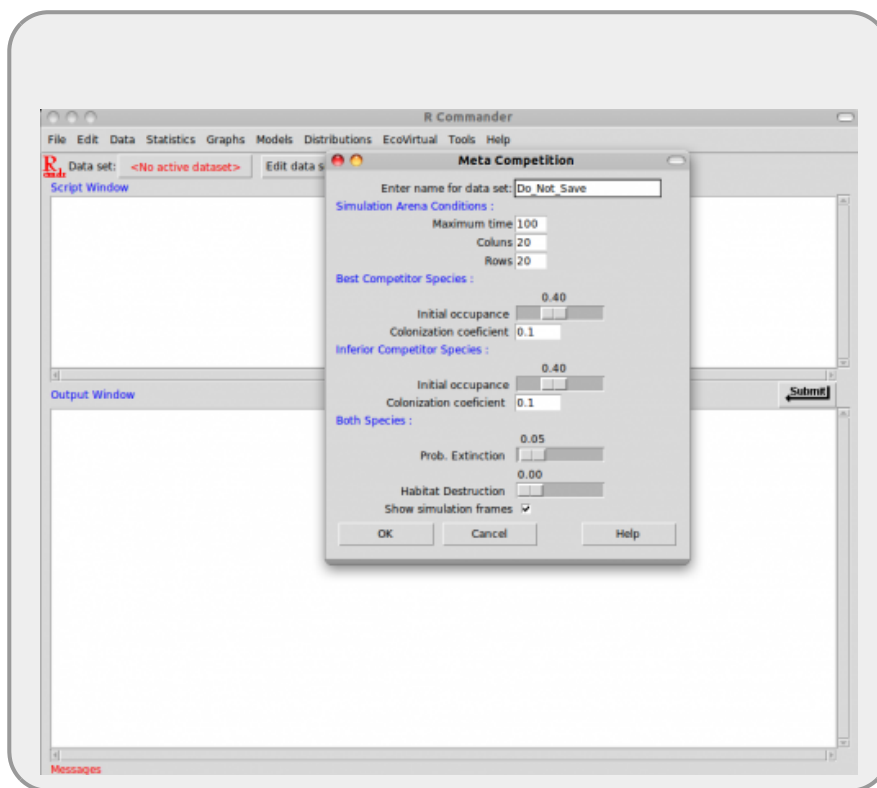 R Commander
File Edit Data Statistics Graphs Models Distributions EcoVirtual Tools Help
R Data set: <No active dataset> Edit data s
Script Window
Meta Competition
Enter name for data set: Do_Not_Save
Simulation Arena Conditions :
Maximum time 100
Coluns 20
Rows 20
Best Competitor Species :
0.40
Initial occupance
Colonization coeficient 0.1
Inferior Competitor Species :
0.40
Initial occupance
Colonization coeficient 0.1
Both Species :
0.05
Prob. Extinction
0.00
Habitat Destruction
Show simulation frames
OK Cancel Help
Output Window
Submit
Messages